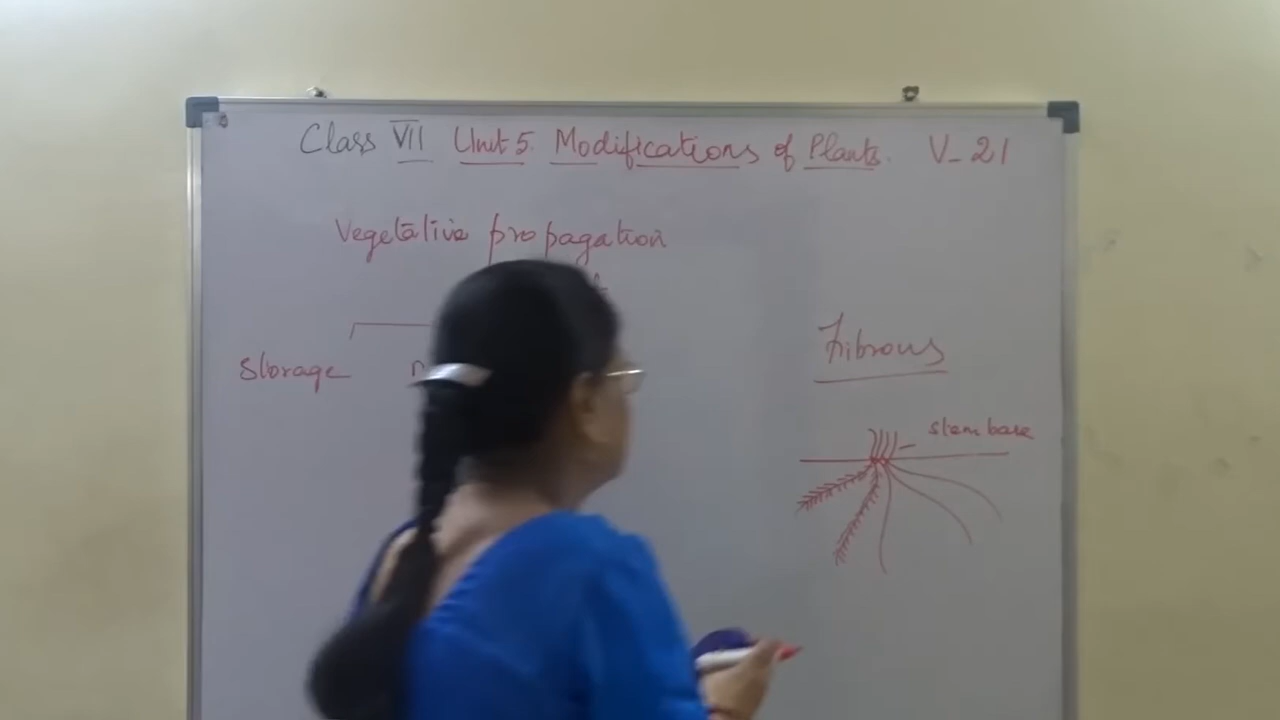 Class VII Unit 5. Modifications of Plants. V-21
Vegetative propagation
Storage
Fibrous
stem base